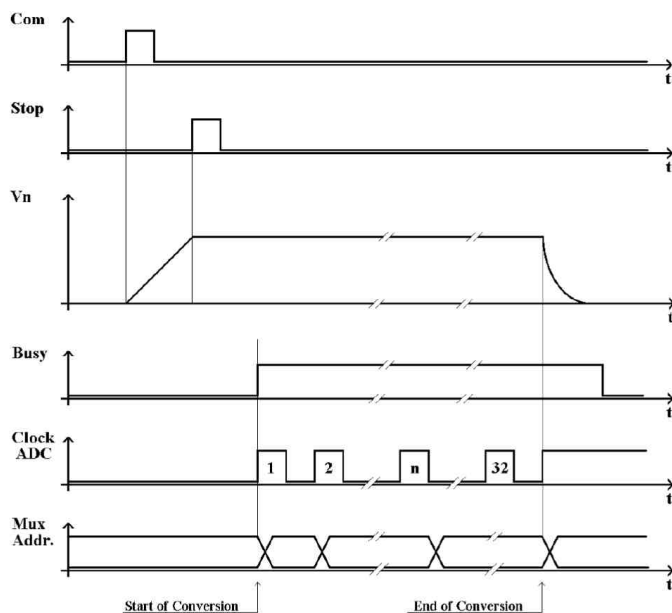 Com
t
Stop
t
Vn
t
Busy
t
Clock
ADC
1 2 n 32
t
Mux
Addr.
t
Start of Conversion
End of Conversion